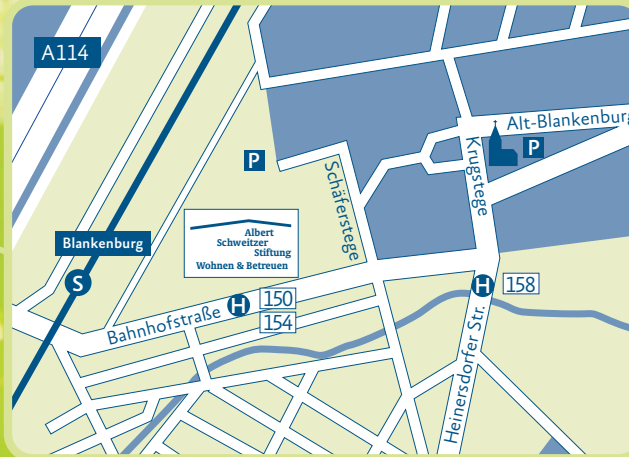 A114
Alt-Blankenburg
P
P
Krugstege
Schäferstege
Albert
Schweitzer
Stiftung
Wohnen & Betreuen
Blankenburg
S
H
158
150
H
Bahnhofstraße
154
Heinersdorfer Str.